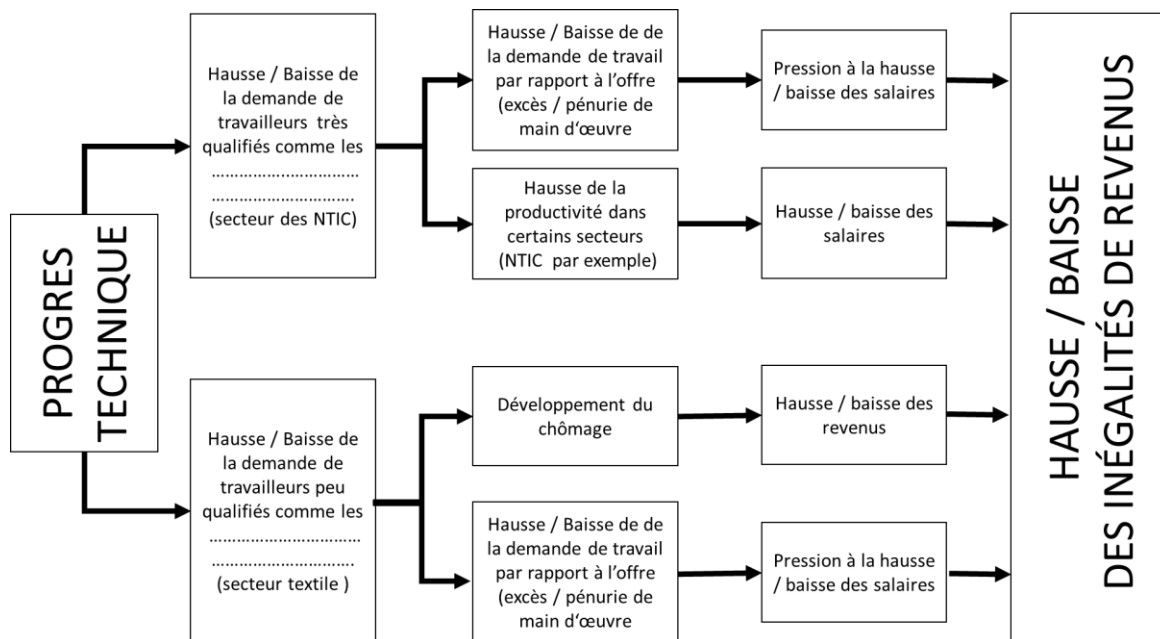 PROGRES
TECHNIQUE
Hausse / Baisse de
la demande de
travailleurs très
qualifiés comme les
……………………………
……………………………
(secteur des NTIC)
Hausse / Baisse de de
la demande de travail
par rapport à l’offre
(excès / pénurie de
main d‘œuvre
Pression à la hausse
/ baisse des salaires
Hausse de la
productivité dans
certains secteurs
(NTIC par exemple)
Hausse / baisse des
salaires
Hausse / Baisse de
la demande de
travailleurs peu
qualifiés comme les
……………………………
……………………………
(secteur textile )
Développement du
chômage
Hausse / baisse des
revenus
Hausse / Baisse de de
la demande de travail
par rapport à l’offre
(excès / pénurie de
main d‘œuvre
Pression à la hausse
/ baisse des salaires
HAUSSE / BAISSE
DES INÉGALITÉS DE REVENUS